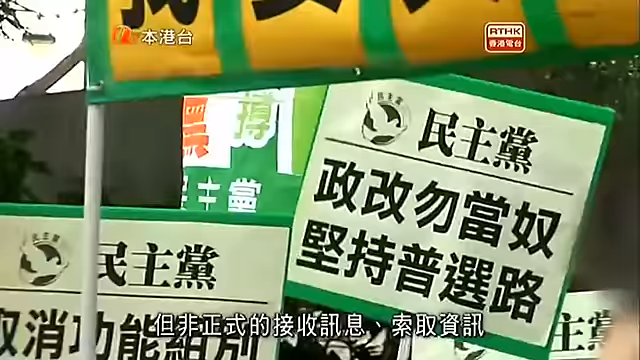 本港台
RTHK
香港電台
民主黨
政改勿當奴
堅持普選路
民主黨
民主黨
取消功能組別
主黨
但非正式的接收訊息、索取資訊